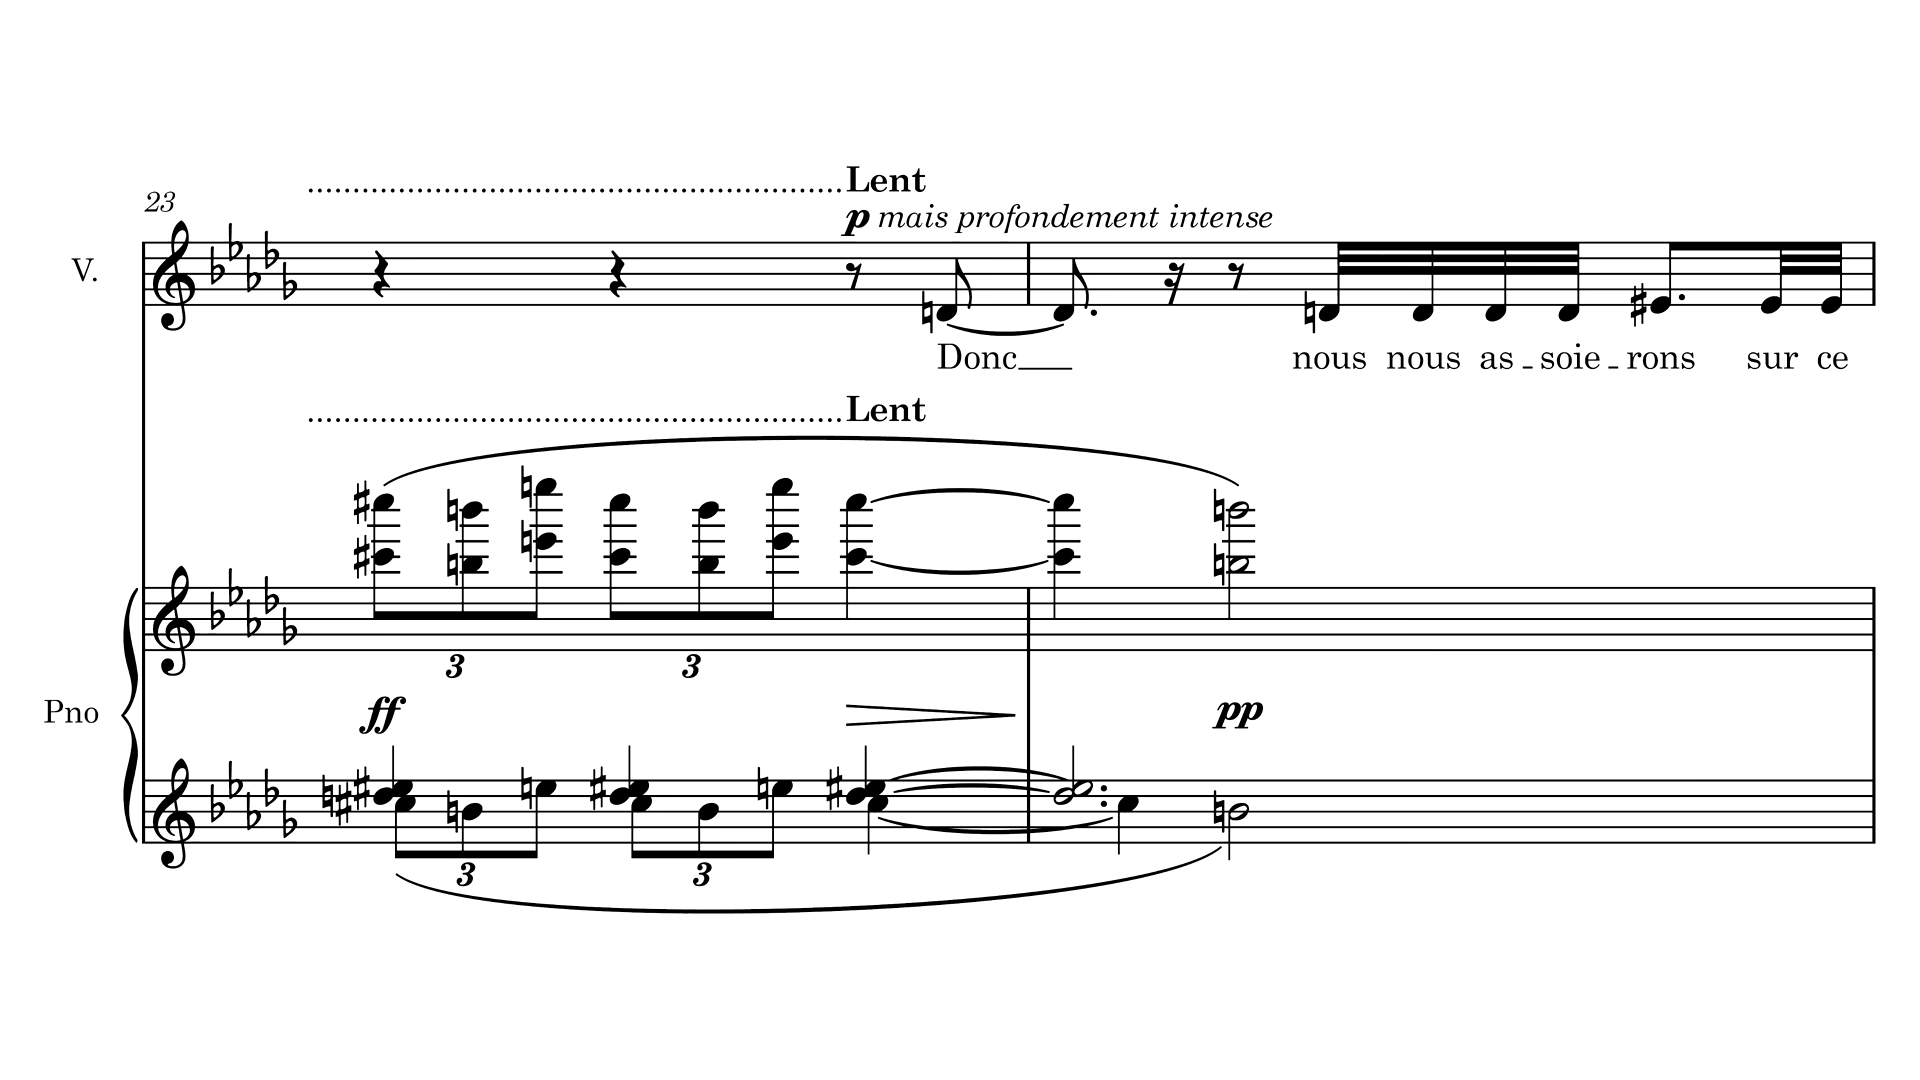 Lent
23
p mais profondement intense
V.
Donc nous nous as - soie - rons sur ce
Lent
3 3
ff pp
Pno
3 3